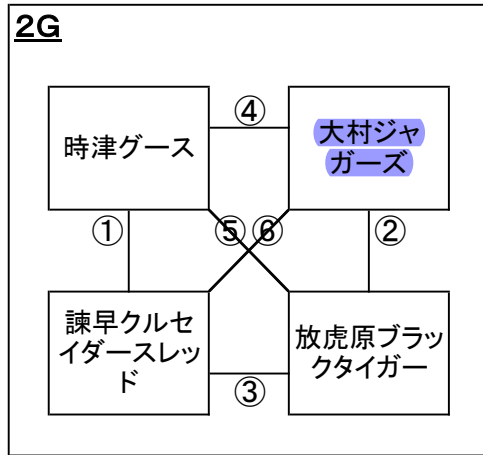 2G
④
時津グース
大村ジャ
ガーズ
①
⑤⑥
②
諫早クルセ
イダースレッ
ド
放虎原ブラッ
クタイガー
③